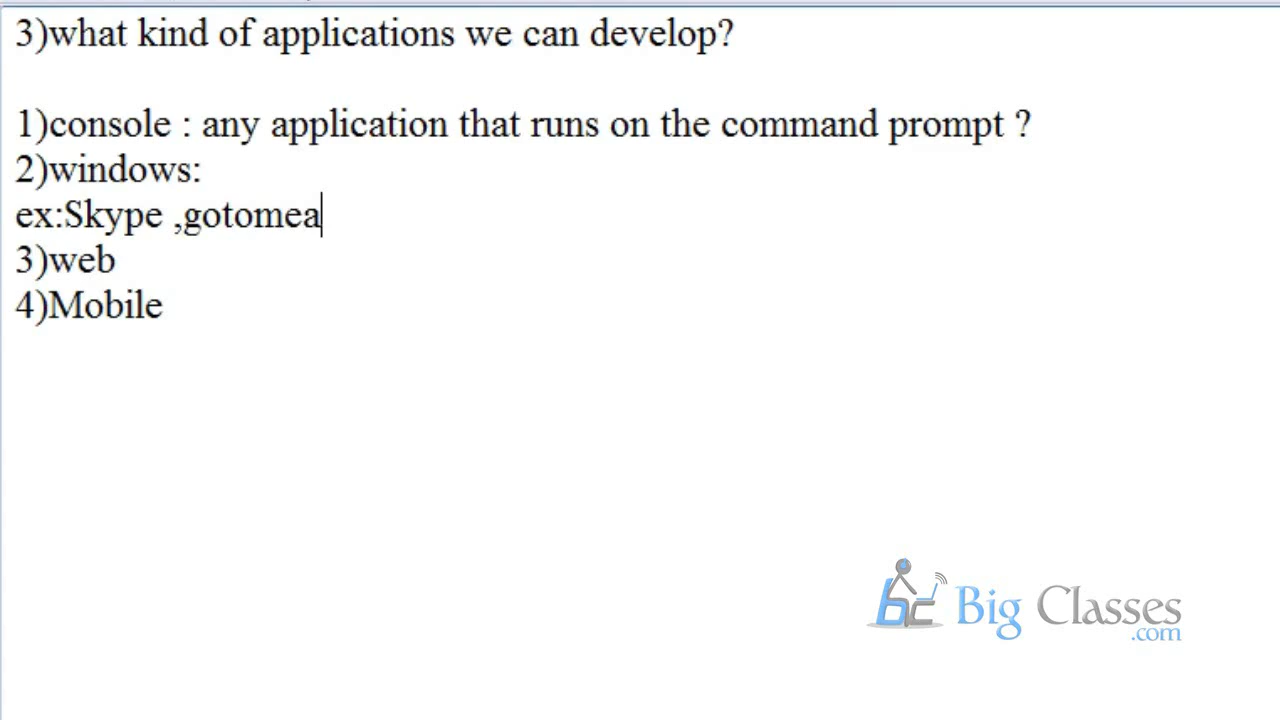 3)what kind of applications we can develop?
1)console : any application that runs on the command prompt ?
2)windows:
ex:Skype ,gotomea
3)web
4)Mobile
bc Big Classes
.com